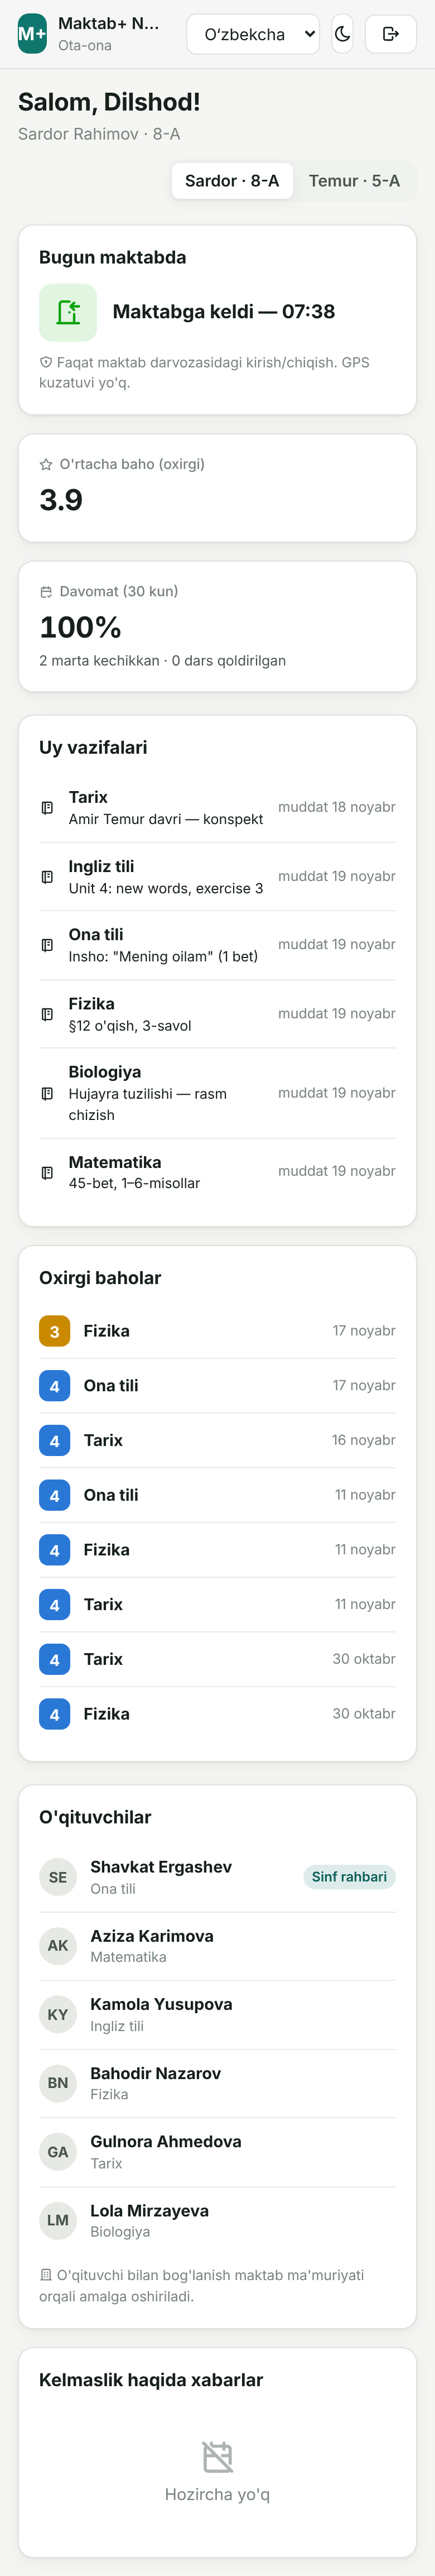 M+
Maktab+ N...
Ota-ona
Oʻzbekcha
Salom, Dilshod!
Sardor Rahimov · 8-A
Sardor · 8-A
Temur · 5-A
Bugun maktabda
Maktabga keldi — 07:38
Faqat maktab darvozasidagi kirish/chiqish. GPS
kuzatuvi yo'q.
O'rtacha baho (oxirgi)
3.9
Davomat (30 kun)
100%
2 marta kechikkan · 0 dars qoldirilgan
Uy vazifalari
Tarix
Amir Temur davri — konspekt
muddat 18 noyabr
Ingliz tili
Unit 4: new words, exercise 3
muddat 19 noyabr
Ona tili
Insho: "Mening oilam" (1 bet)
muddat 19 noyabr
Fizika
§12 o'qish, 3-savol
muddat 19 noyabr
Biologiya
Hujayra tuzilishi — rasm
chizish
muddat 19 noyabr
Matematika
45-bet, 1–6-misollar
muddat 19 noyabr
Oxirgi baholar
3 Fizika 17 noyabr
4 Ona tili 17 noyabr
4 Tarix 16 noyabr
4 Ona tili 11 noyabr
4 Fizika 11 noyabr
4 Tarix 11 noyabr
4 Tarix 30 oktabr
4 Fizika 30 oktabr
O'qituvchilar
SE
Shavkat Ergashev
Ona tili
Sinf rahbari
AK
Aziza Karimova
Matematika
KY
Kamola Yusupova
Ingliz tili
BN
Bahodir Nazarov
Fizika
GA
Gulnora Ahmedova
Tarix
LM
Lola Mirzayeva
Biologiya
O'qituvchi bilan bog'lanish maktab ma'muriyati
orqali amalga oshiriladi.
Kelmaslik haqida xabarlar
Hozircha yo'q